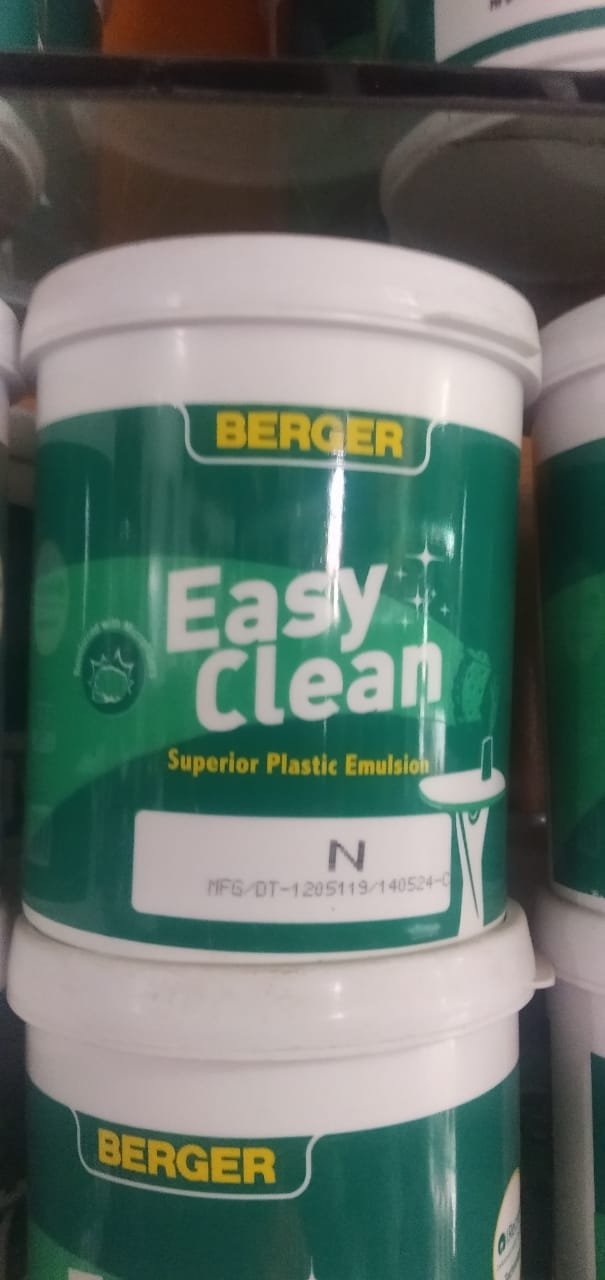 BERGER
Easy
Clean
Superior Plastic Emulsion
N
MFG/DT-1205119/140524-C
BERGER